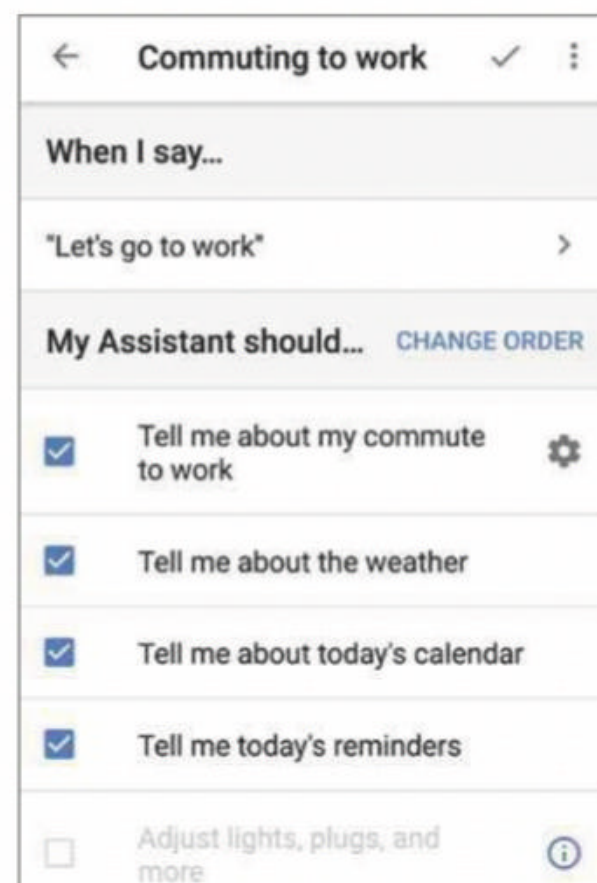 Commuting to work
When I say...
"Let's go to work"
My Assistant should... CHANGE ORDER
Tell me about my commute
to work
Tell me about the weather
Tell me about today's calendar
Tell me today's reminders
Adjust lights, plugs, and
more